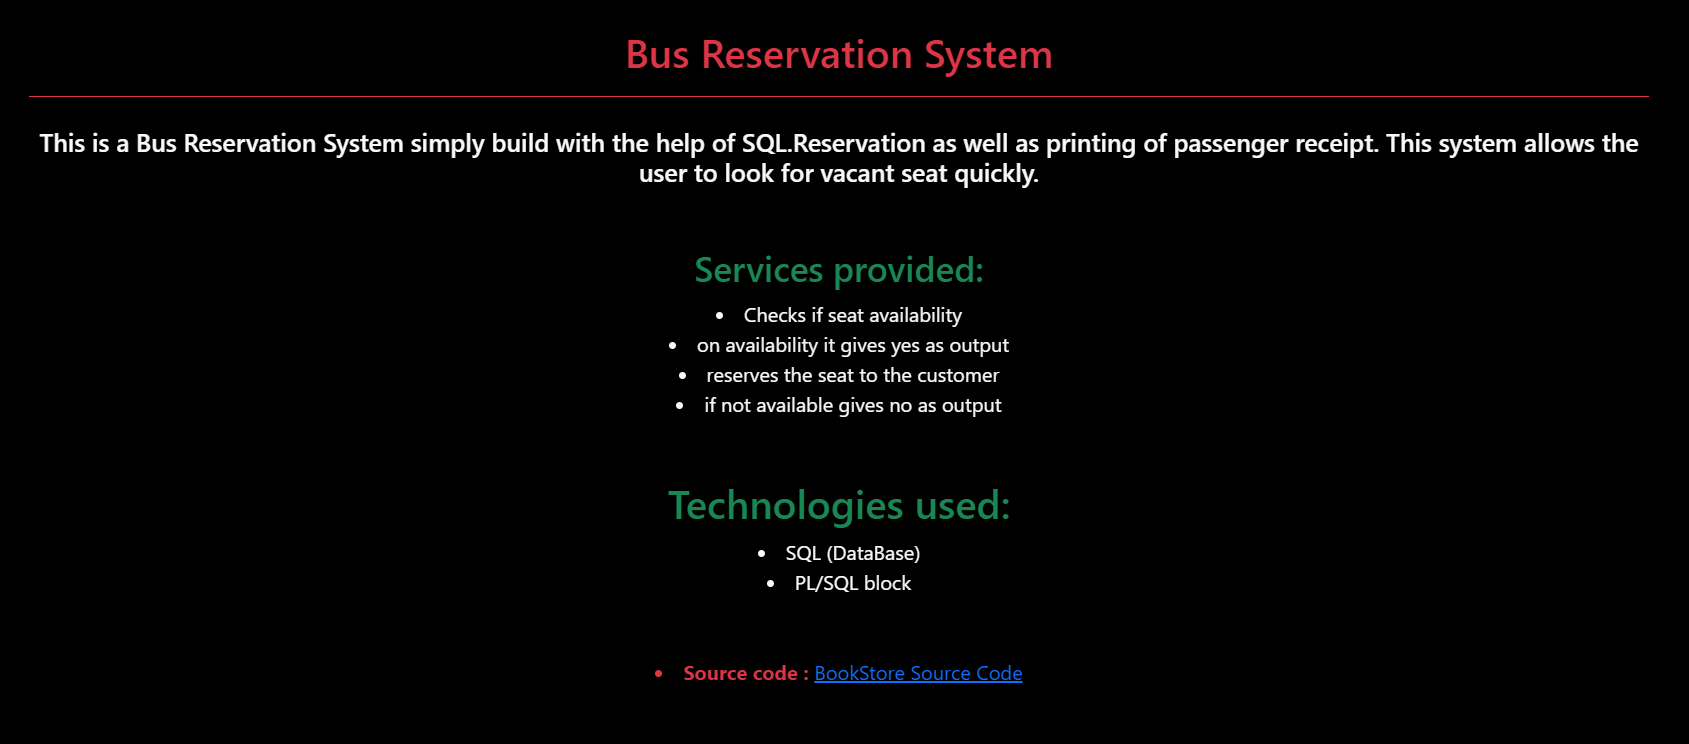 Bus Reservation System
This is a Bus Reservation System simply build with the help of SQL.Reservation as well as printing of passenger receipt. This system allows the
user to look for vacant seat quickly.
Services provided:
• Checks if seat availability
• on availability it gives yes as output
• reserves the seat to the customer
• if not available gives no as output
Technologies used:
• SQL (DataBase)
• PL/SQL block
• Source code : BookStore Source Code